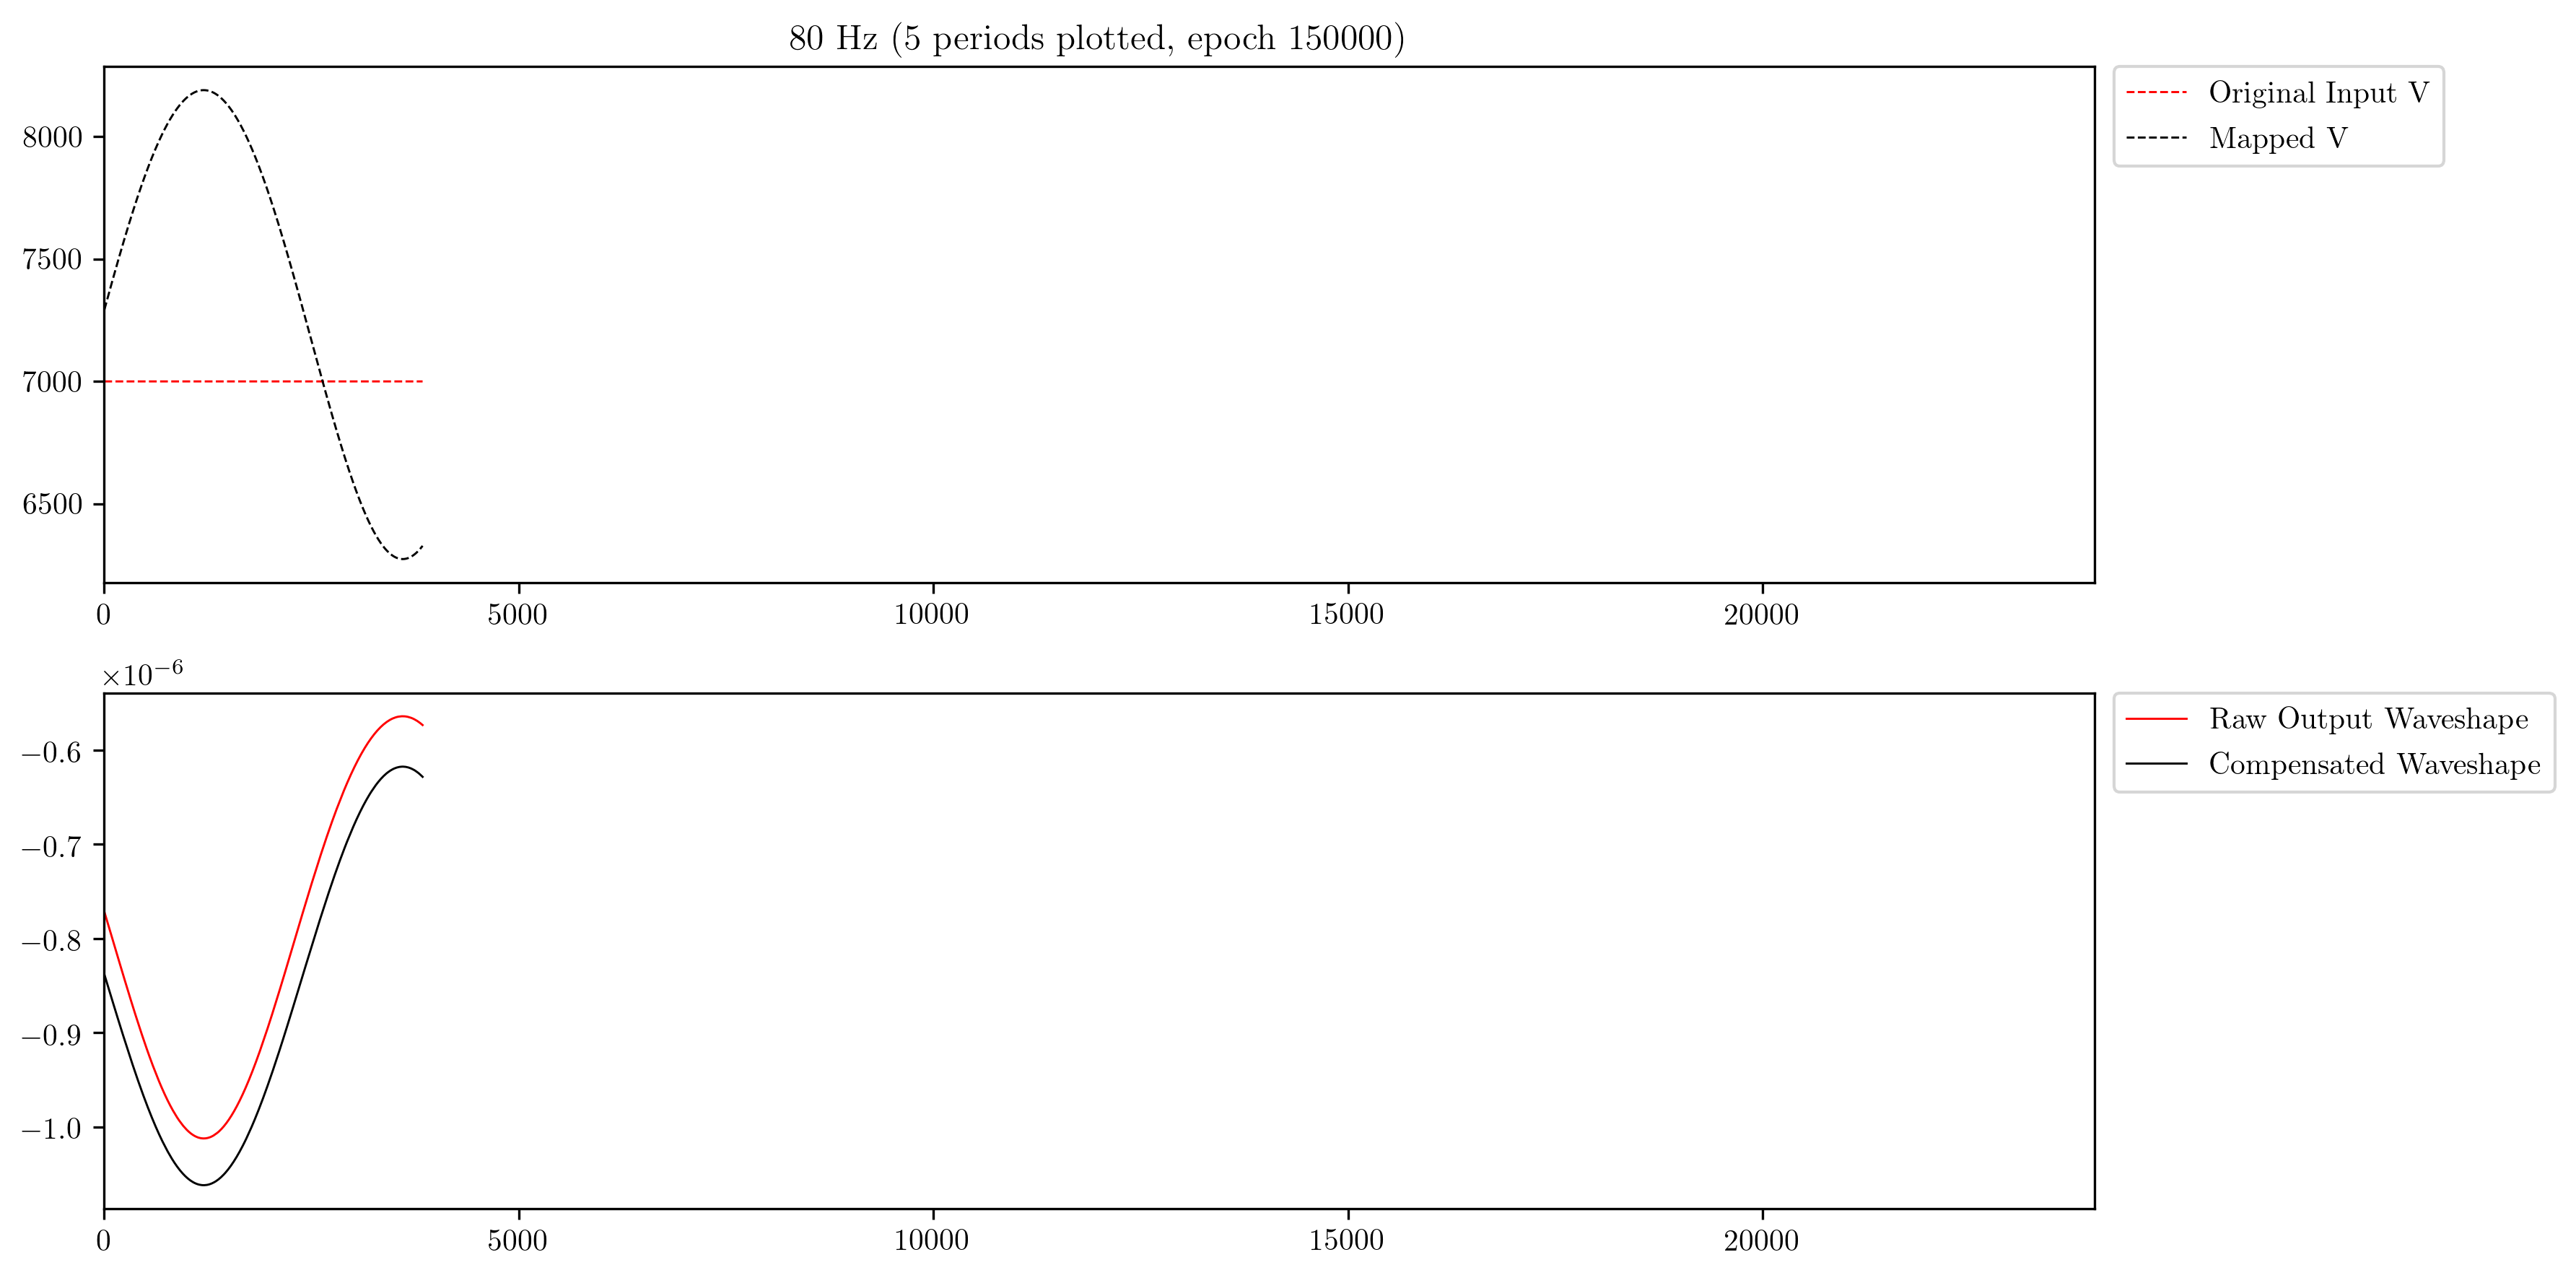 80 Hz (5 periods plotted, epoch 150000)
8000
7500
7000
6500
0 5000 10000 15000 20000
Original Input V
Mapped V
×10⁻⁶
−0.6
−0.7
−0.8
−0.9
−1.0
0 5000 10000 15000 20000
Raw Output Waveshape
Compensated Waveshape